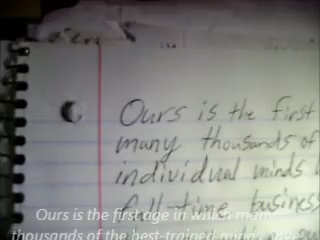 Ours is the first
many thousands of
individual minds
full-time business
Ours is the first age in which many
thousands of the best-trained minds